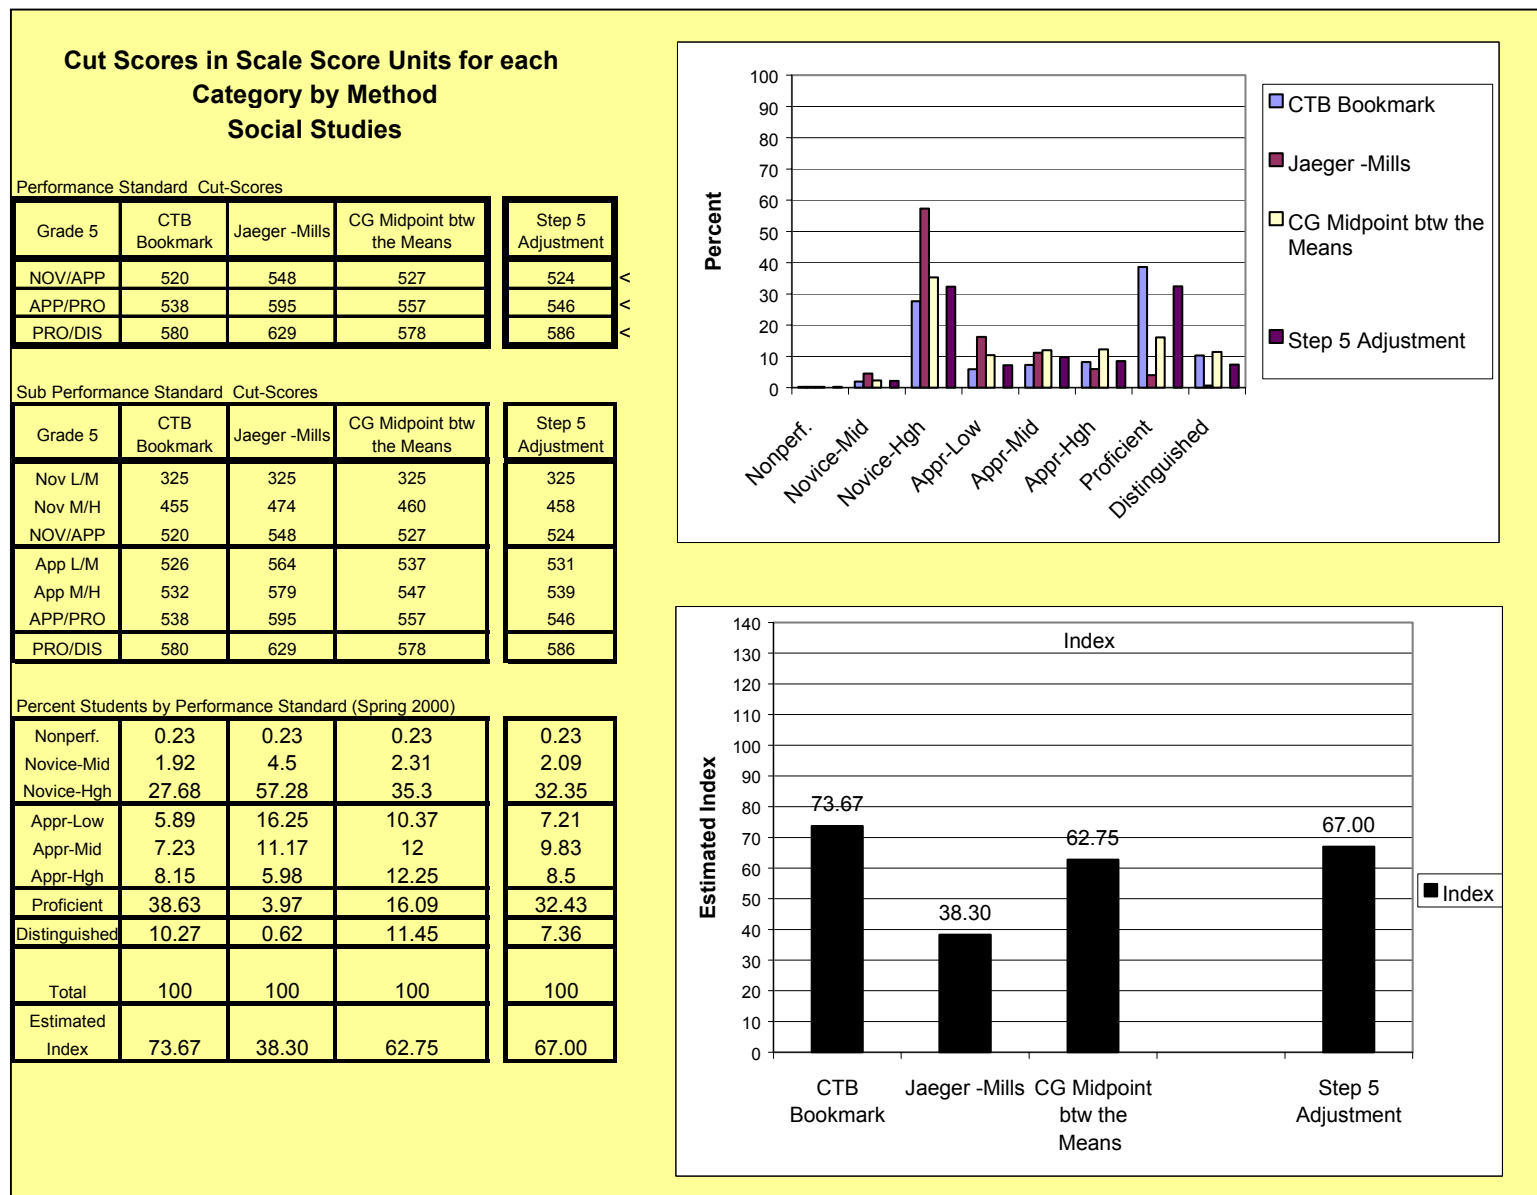 Cut Scores in Scale Score Units for each
Category by Method
Social Studies
Performance Standard Cut-Scores
Grade 5 CTB Bookmark Jaeger -Mills CG Midpoint btw the Means Step 5 Adjustment
NOV/APP 520 548 527 524 <
APP/PRO 538 595 557 546 <
PRO/DIS 580 629 578 586 <
Sub Performance Standard Cut-Scores
Grade 5 CTB Bookmark Jaeger -Mills CG Midpoint btw the Means Step 5 Adjustment
Nov L/M 325 325 325 325
Nov M/H 455 474 460 458
NOV/APP 520 548 527 524
App L/M 526 564 537 531
App M/H 532 579 547 539
APP/PRO 538 595 557 546
PRO/DIS 580 629 578 586
Percent Students by Performance Standard (Spring 2000)
Nonperf. 0.23 0.23 0.23 0.23
Novice-Mid 1.92 4.5 2.31 2.09
Novice-Hgh 27.68 57.28 35.3 32.35
Appr-Low 5.89 16.25 10.37 7.21
Appr-Mid 7.23 11.17 12 9.83
Appr-Hgh 8.15 5.98 12.25 8.5
Proficient 38.63 3.97 16.09 32.43
Distinguished 10.27 0.62 11.45 7.36
Total 100 100 100 100
Estimated
Index 73.67 38.30 62.75 67.00
Percent
100
90
80
70
60
50
40
30
20
10
0
Nonperf.
Novice-Mid
Novice-Hgh
Appr-Low
Appr-Mid
Appr-Hgh
Proficient
Distinguished
CTB Bookmark
Jaeger -Mills
CG Midpoint btw the
Means
Step 5 Adjustment
Index
Estimated Index
140
130
120
110
100
90
80
70
60
50
40
30
20
10
0
73.67
38.30
62.75
67.00
CTB
Bookmark
Jaeger -Mills
CG Midpoint
btw the
Means
Step 5
Adjustment
Index